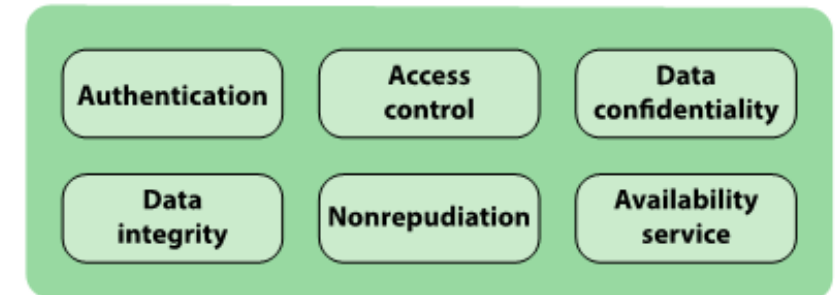 Authentication
Access
control
Data
confidentiality
Data
integrity
Nonrepudiation
Availability
service